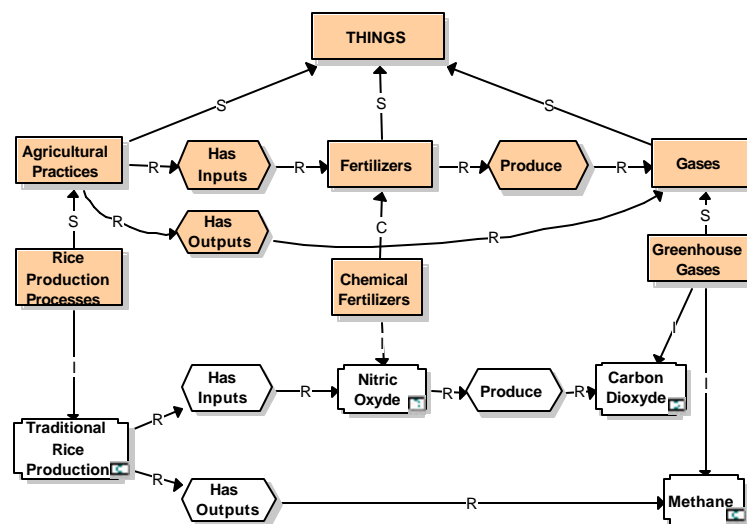 THINGS
S
S
S
Agricultural
Practices
R
Has
Inputs
R
Fertilizers
R
Produce
R
Gases
S
R
Has
Outputs
R
C
S
Rice
Production
Processes
Chemical
Fertilizers
Greenhouse
Gases
I
I
I
I
Has
Inputs
R
Nitric
Oxyde
R
Produce
R
Carbon
Dioxyde
R
Traditional
Rice
Production
R
Has
Outputs
R
Methane